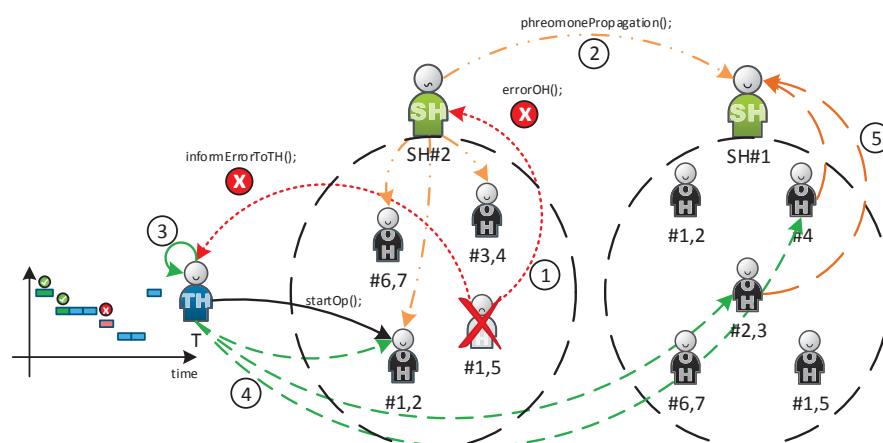 phreomonePropagation();
2
errorOH();
X
SH
SH
SH#2
SH#1
5
informErrorToTH();
X
OH
OH
OH
#1,2
#4
OH
3
#3,4
#6,7
1
OH
TH
startOp();
#2,3
T
OH
OH
OH
time
4
#1,5
#1,2
#6,7
#1,5